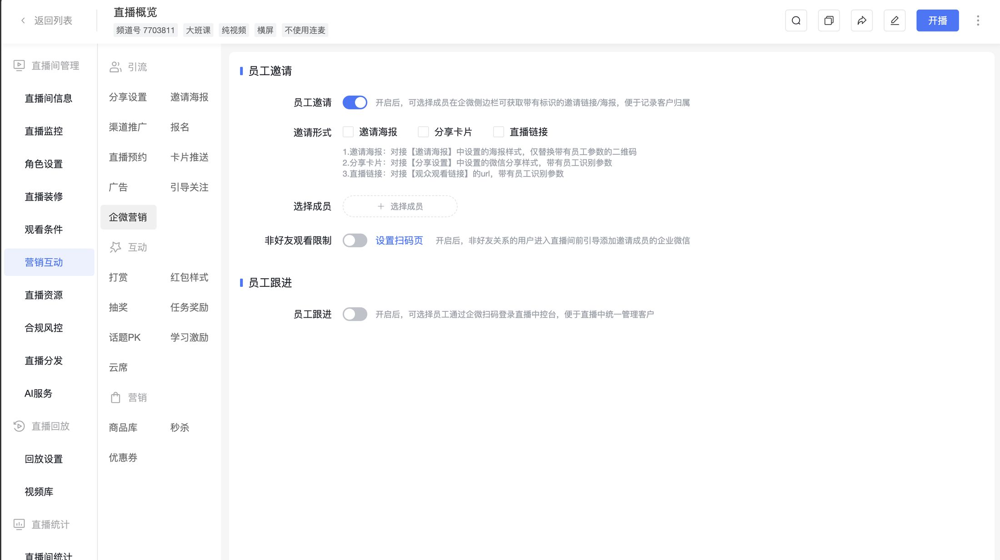 返回列表
直播概览
频道号 7703811 大班课 纯视频 横屏 不使用连麦
开播
直播间管理
直播间信息
直播监控
角色设置
直播装修
观看条件
营销互动
直播资源
合规风控
直播分发
AI服务
直播回放
回放设置
视频库
直播统计
直播间统计
引流
分享设置 邀请海报
渠道推广 报名
直播预约 卡片推送
广告 引导关注
企微营销
互动
打赏 红包样式
抽奖 任务奖励
话题PK 学习激励
云席
营销
商品库 秒杀
优惠券
员工邀请
员工邀请 开启后，可选择成员在企微侧边栏可获取带有标识的邀请链接/海报，便于记录客户归属
邀请形式 邀请海报 分享卡片 直播链接
1.邀请海报：对接【邀请海报】中设置的海报样式，仅替换带有员工参数的二维码
2.分享卡片：对接【分享设置】中设置的微信分享样式，带有员工识别参数
3.直播链接：对接【观众观看链接】的url，带有员工识别参数
选择成员 + 选择成员
非好友观看限制 设置扫码页 开启后，非好友关系的用户进入直播间前引导添加邀请成员的企业微信
员工跟进
员工跟进 开启后，可选择员工通过企微扫码登录直播中控台，便于直播中统一管理客户